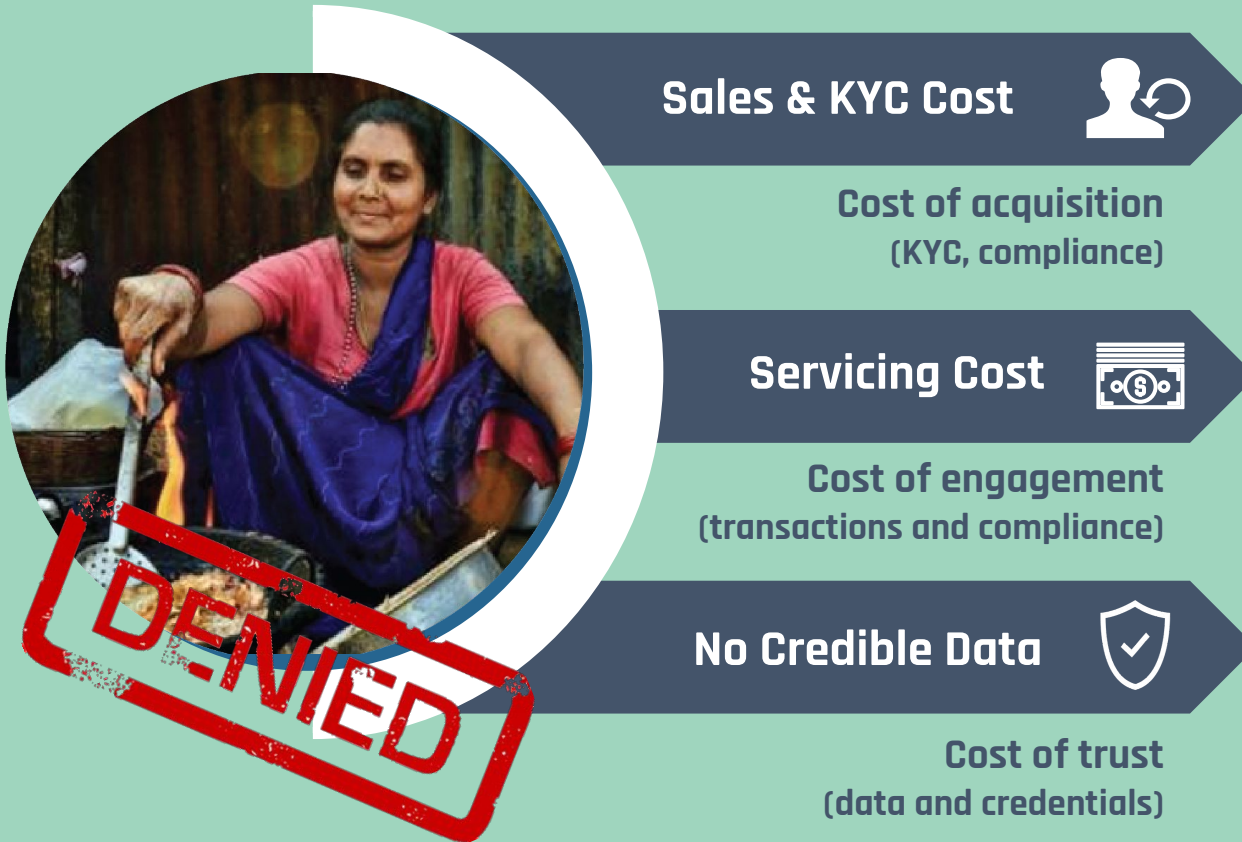 Sales & KYC Cost
Cost of acquisition
(KYC, compliance)
Servicing Cost
$
Cost of engagement
(transactions and compliance)
No Credible Data
Cost of trust
(data and credentials)
DENIED